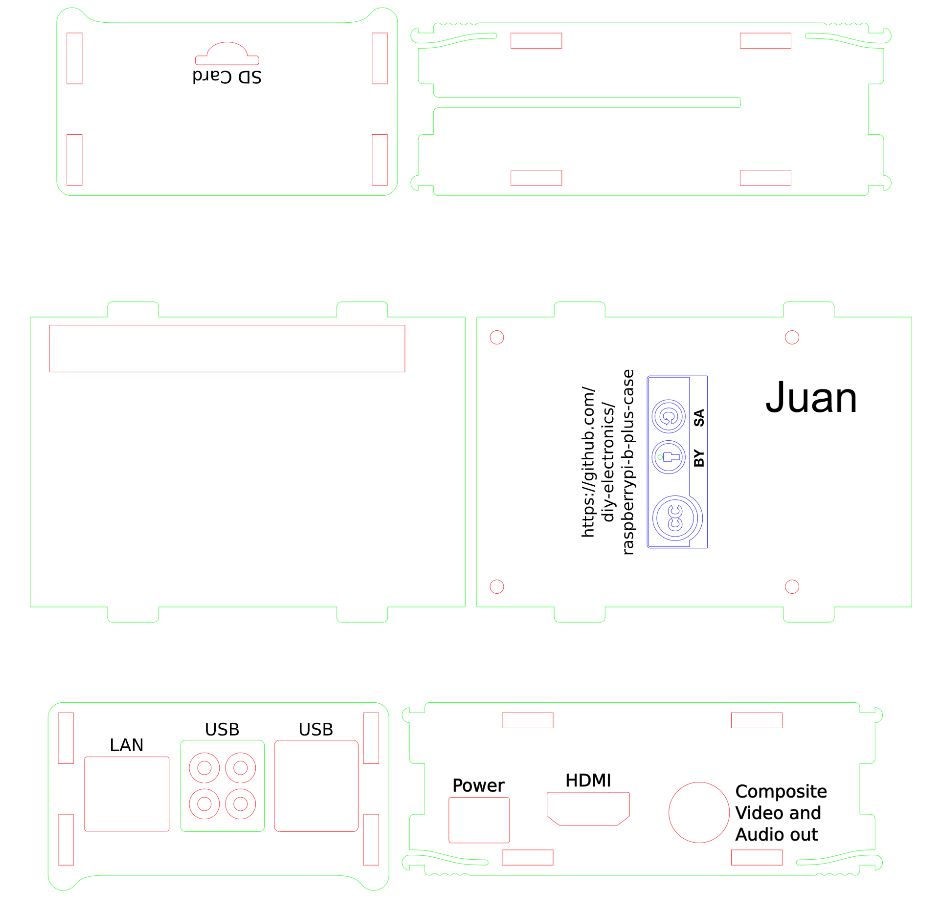 SD Card
Juan
https://github.com/
diy-electronics/
raspberrypi-b-plus-case
cc
BY
SA
LAN
USB
USB
Power
HDMI
Composite
Video and
Audio out